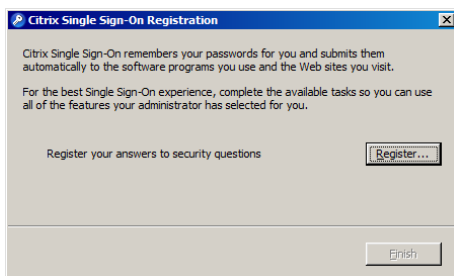 Citrix Single Sign-On Registration
Citrix Single Sign-On remembers your passwords for you and submits them
automatically to the software programs you use and the Web sites you visit.
For the best Single Sign-On experience, complete the available tasks so you can use
all of the features your administrator has selected for you.
Register your answers to security questions
Register...
Finish